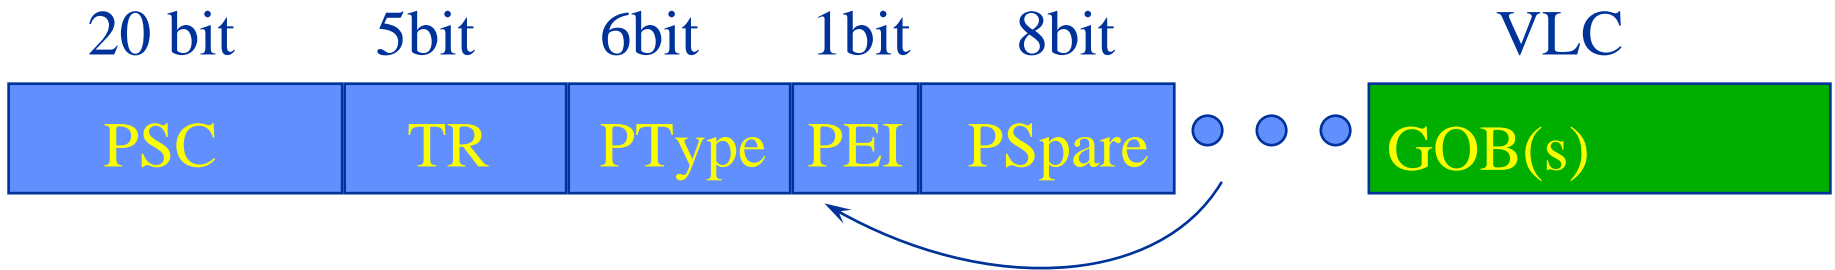 20 bit 5bit 6bit 1bit 8bit VLC
PSC TR PType PEI PSpare GOB(s)